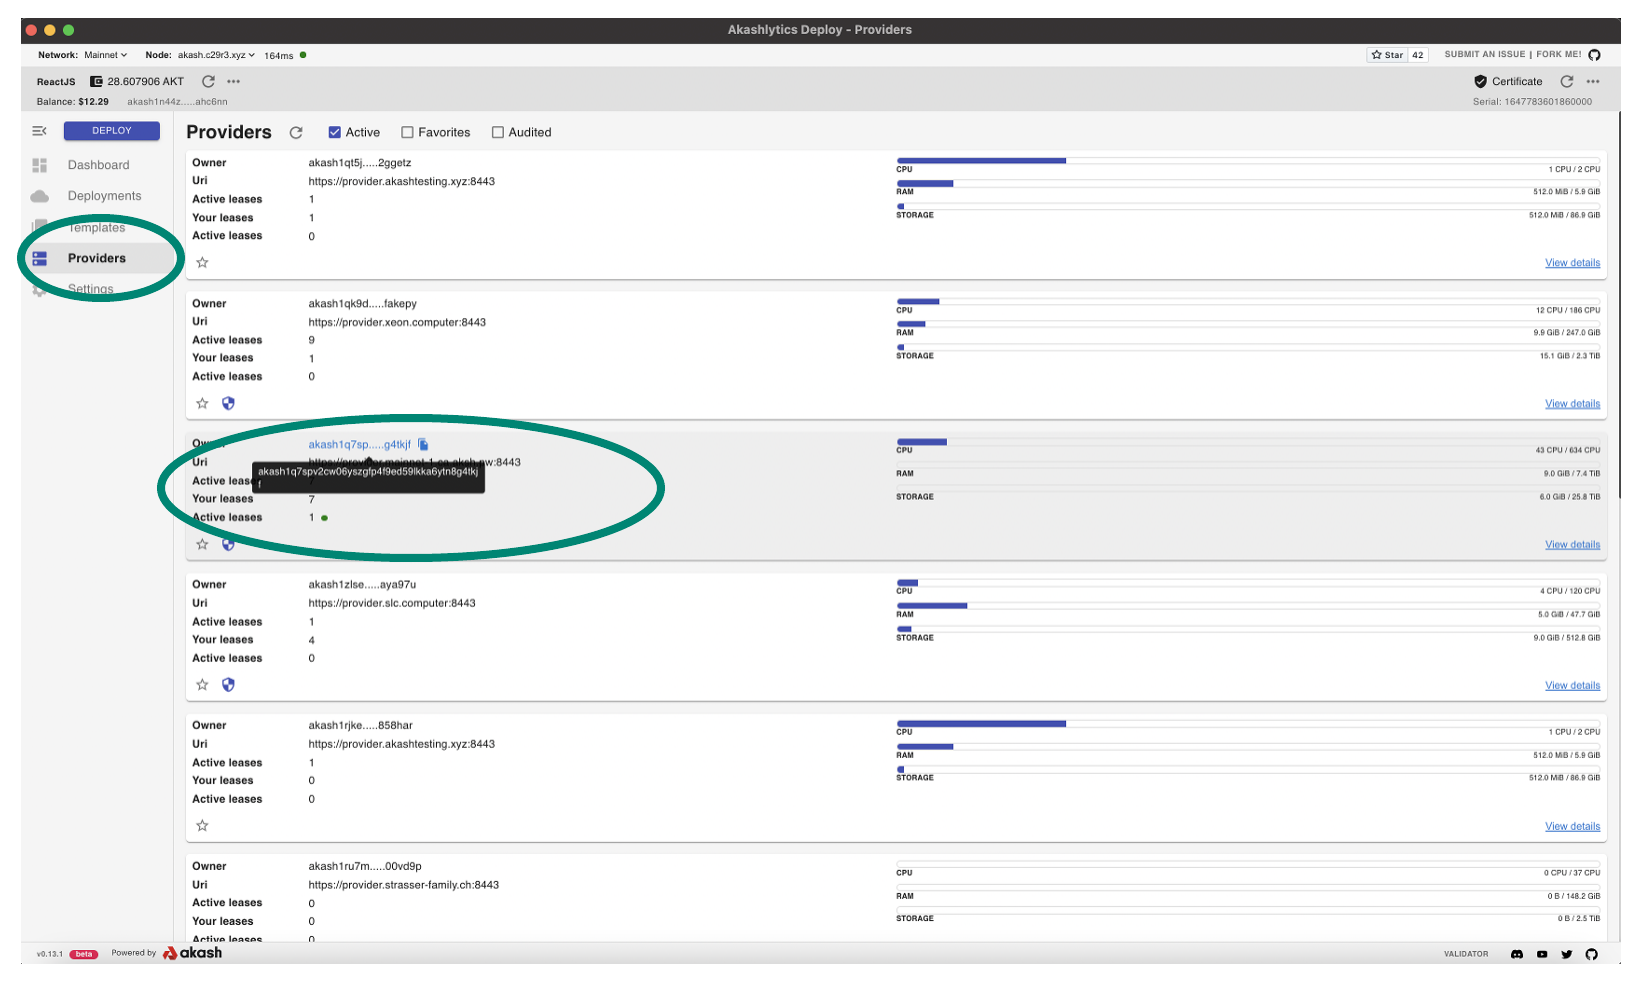 Akashlytics Deploy - Providers
Network: Mainnet Node: akash.c29r3.xyz 164ms
Star 42 SUBMIT AN ISSUE | FORK ME!
ReactJS 28.607906 AKT
Certificate
Balance: $12.29 akash1n44z.....ahc6nn
Serial: 1647783601860000
DEPLOY
Dashboard
Deployments
Templates
Providers
Settings
Providers Active Favorites Audited
Owner akash1qt5j.....2ggetz
Uri https://provider.akashtesting.xyz:8443
Active leases 1
Your leases 1
Active leases 0
CPU 1 CPU / 2 CPU
RAM 512.0 MiB / 5.9 GiB
STORAGE 512.0 MiB / 86.9 GiB
View details
Owner akash1qk9d.....fakepy
Uri https://provider.xeon.computer:8443
Active leases 9
Your leases 1
Active leases 0
CPU 12 CPU / 186 CPU
RAM 9.9 GiB / 247.0 GiB
STORAGE 15.1 GiB / 2.3 TiB
View details
Owner akash1q7sp.....g4tkjf
Uri :8443
akash1q7spv2cw06yszgfp4f9ed59lkka6ytn8g4tkj
f
Active 7
Your leases 7
Active leases 1
CPU 43 CPU / 634 CPU
RAM 9.0 GiB / 7.4 TiB
STORAGE 6.0 GiB / 25.8 TiB
View details
Owner akash1zlse.....aya97u
Uri https://provider.slc.computer:8443
Active leases 1
Your leases 4
Active leases 0
CPU 4 CPU / 120 CPU
RAM 5.0 GiB / 47.7 GiB
STORAGE 9.0 GiB / 512.8 GiB
View details
Owner akash1rjke.....858har
Uri https://provider.akashtesting.xyz:8443
Active leases 1
Your leases 0
Active leases 0
CPU 1 CPU / 2 CPU
RAM 512.0 MiB / 5.9 GiB
STORAGE 512.0 MiB / 86.9 GiB
View details
Owner akash1ru7m.....00vd9p
Uri https://provider.strasser-family.ch:8443
Active leases 0
Your leases 0
Active leases 0
CPU 0 CPU / 37 CPU
RAM 0 B / 148.2 GiB
STORAGE 0 B / 2.5 TiB
v0.13.1 beta Powered by akash
VALIDATOR